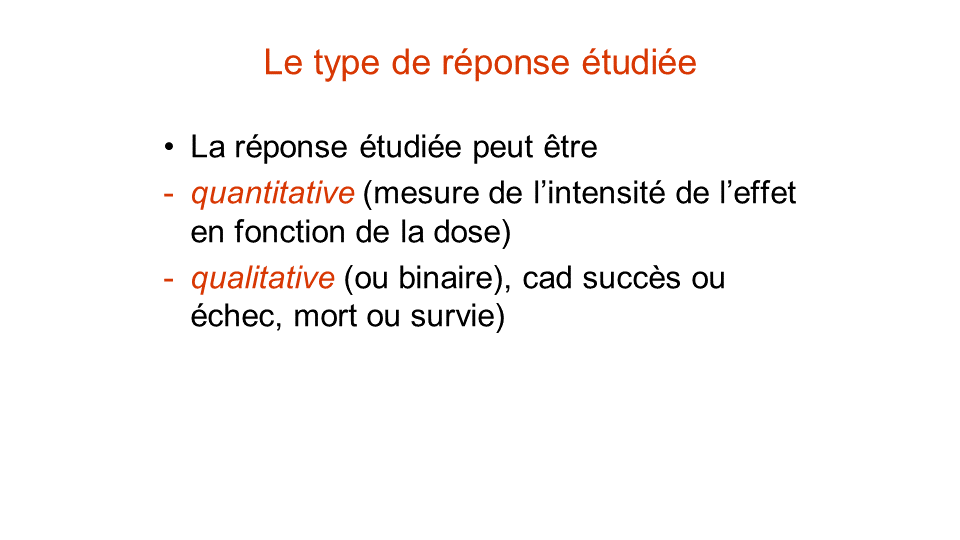 Le type de réponse étudiée
• La réponse étudiée peut être
- quantitative (mesure de l’intensité de l’effet
en fonction de la dose)
- qualitative (ou binaire), cad succès ou
échec, mort ou survie)